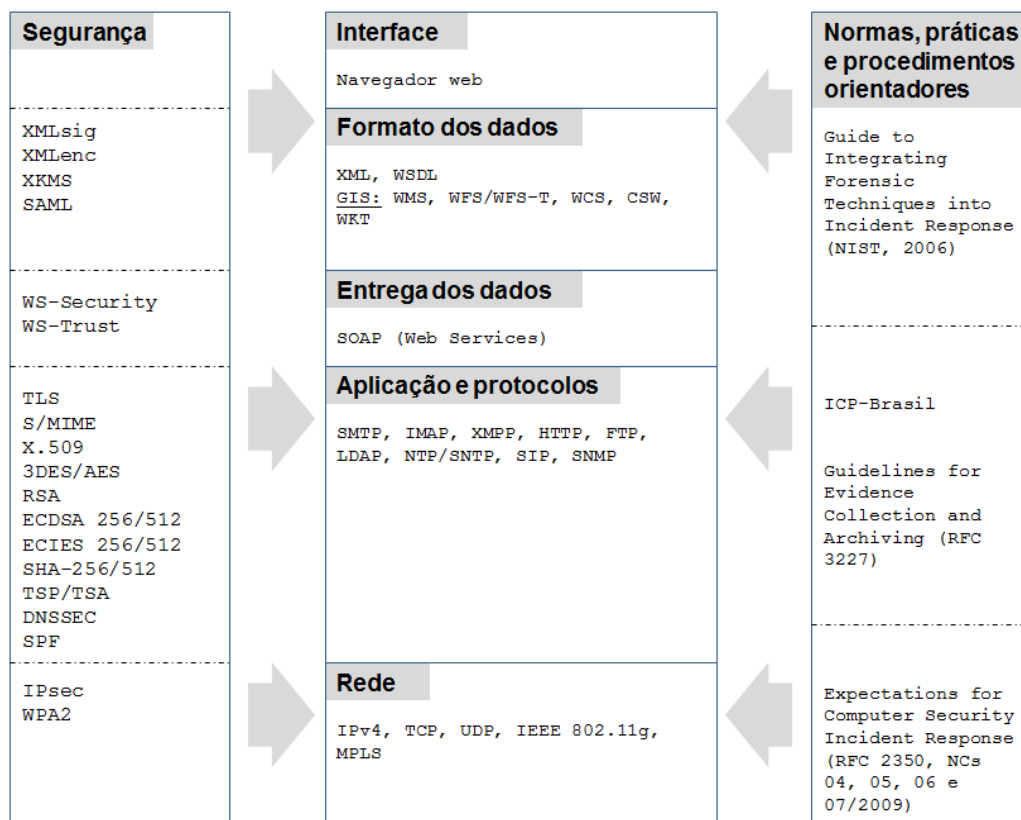 Segurança
XMLsig
XMLenc
XKMS
SAML
WS-Security
WS-Trust
TLS
S/MIME
X.509
3DES/AES
RSA
ECDSA 256/512
ECIES 256/512
SHA-256/512
TSP/TSA
DNSSEC
SPF
IPsec
WPA2
Interface
Navegador web
Formato dos dados
XML, WSDL
GIS: WMS, WFS/WFS-T, WCS, CSW,
WKT
Entrega dos dados
SOAP (Web Services)
Aplicação e protocolos
SMTP, IMAP, XMPP, HTTP, FTP,
LDAP, NTP/SNTP, SIP, SNMP
Rede
IPv4, TCP, UDP, IEEE 802.11g,
MPLS
Normas, práticas
e procedimentos
orientadores
Guide to
Integrating
Forensic
Techniques into
Incident Response
(NIST, 2006)
ICP-Brasil
Guidelines for
Evidence
Collection and
Archiving (RFC
3227)
Expectations for
Computer Security
Incident Response
(RFC 2350, NCs
04, 05, 06 e
07/2009)